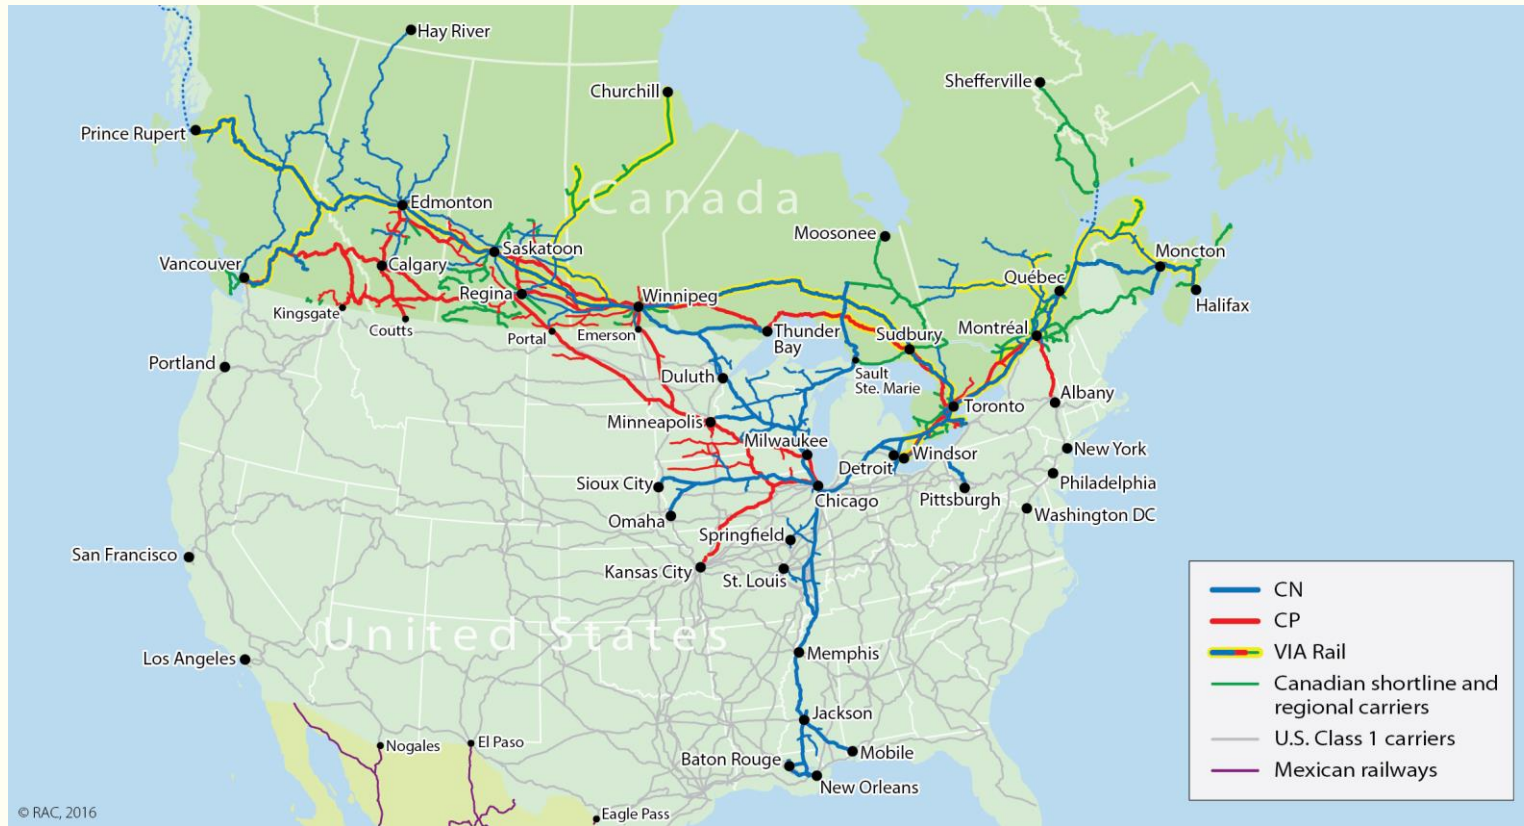 Hay River
Churchill
Shefferville
Prince Rupert
Canada
Edmonton
Moosonee
Saskatoon
Vancouver
Calgary
Moncton
Québec
Regina
Winnipeg
Halifax
Kingsgate
Coutts
Portal
Emerson
Thunder
Bay
Sudbury
Montréal
Portland
Duluth
Sault
Ste. Marie
Albany
Toronto
Minneapolis
Milwaukee
New York
Detroit
Windsor
Sioux City
Philadelphia
Chicago
Pittsburgh
Omaha
Washington DC
Springfield
San Francisco
Kansas City
St. Louis
United States
Los Angeles
Memphis
Jackson
Nogales
El Paso
Baton Rouge
Mobile
New Orleans
Eagle Pass
CN
CP
VIA Rail
Canadian shortline and
regional carriers
U.S. Class 1 carriers
Mexican railways
© RAC, 2016